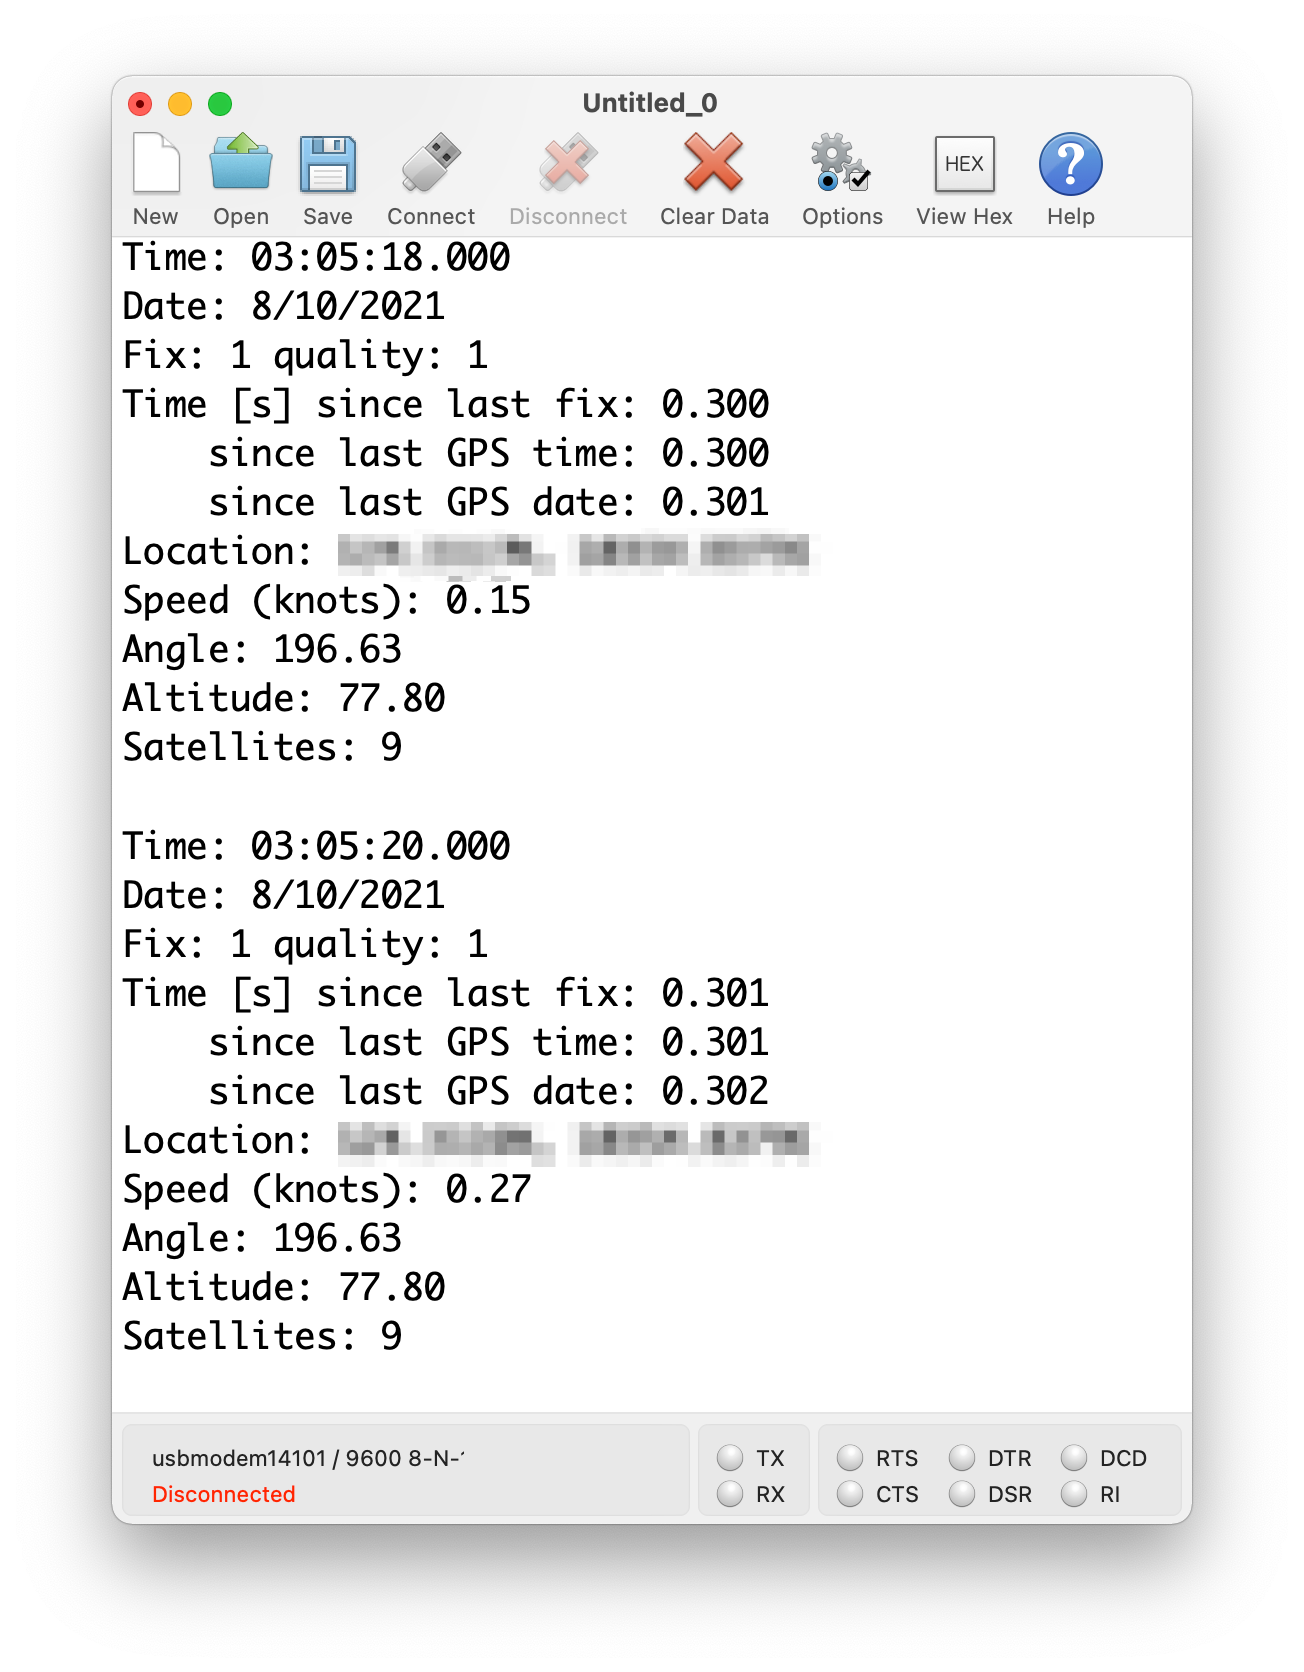 Untitled_0
New Open Save Connect Disconnect Clear Data Options HEX View Hex Help
Time: 03:05:18.000
Date: 8/10/2021
Fix: 1 quality: 1
Time [s] since last fix: 0.300
    since last GPS time: 0.300
    since last GPS date: 0.301
Location:
Speed (knots): 0.15
Angle: 196.63
Altitude: 77.80
Satellites: 9
Time: 03:05:20.000
Date: 8/10/2021
Fix: 1 quality: 1
Time [s] since last fix: 0.301
    since last GPS time: 0.301
    since last GPS date: 0.302
Location:
Speed (knots): 0.27
Angle: 196.63
Altitude: 77.80
Satellites: 9
usbmodem14101 / 9600 8-N-
Disconnected
TX RTS DTR DCD
RX CTS DSR RI